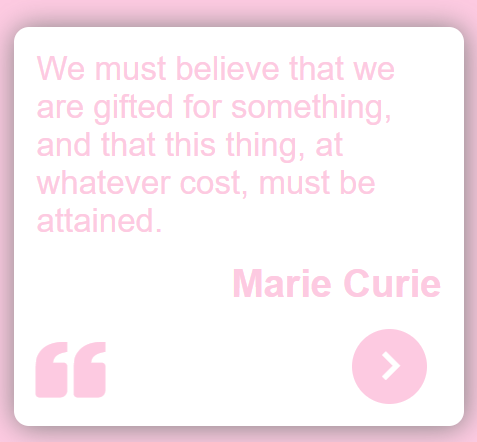 We must believe that we
are gifted for something,
and that this thing, at
whatever cost, must be
attained.
Marie Curie